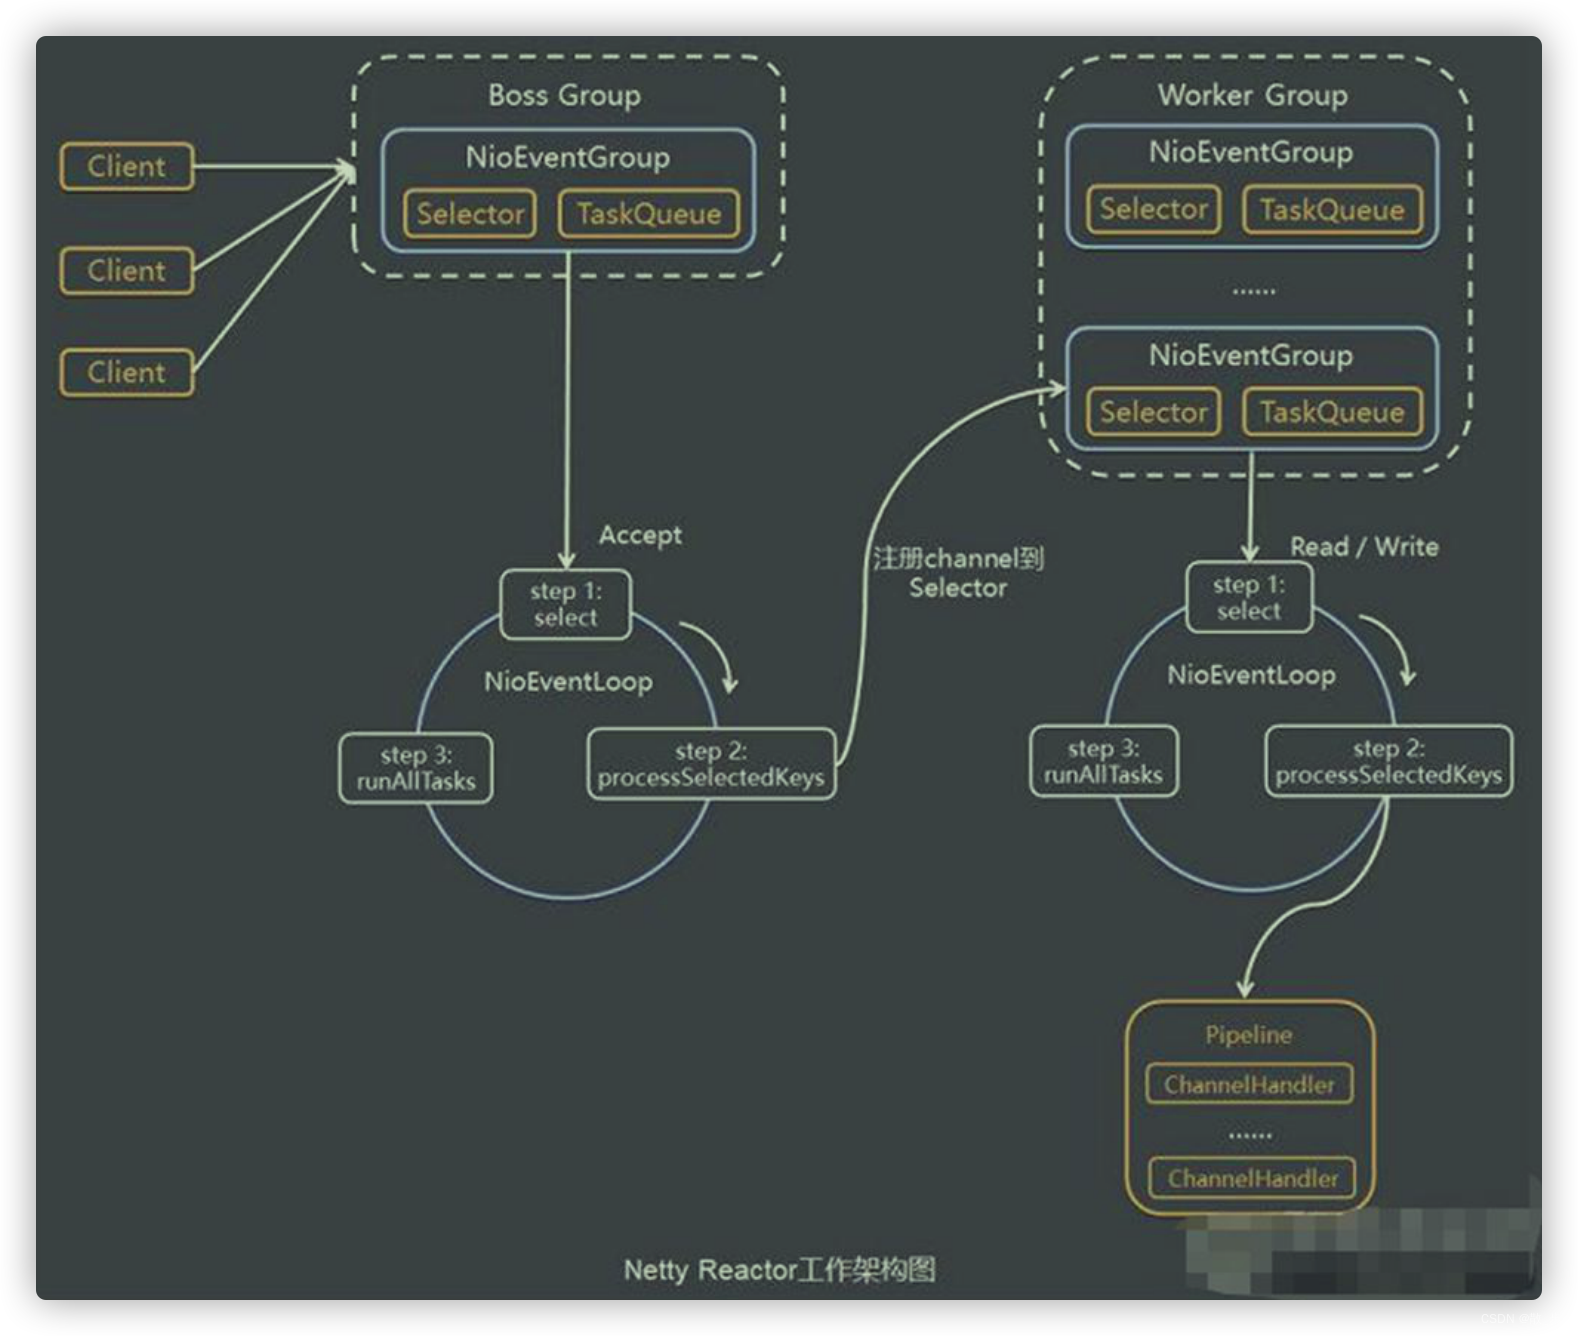 Boss Group
NioEventGroup
Selector
TaskQueue
Client
Client
Client
Worker Group
NioEventGroup
Selector
TaskQueue
......
NioEventGroup
Selector
TaskQueue
Accept
step 1:
select
NioEventLoop
step 2:
processSelectedKeys
step 3:
runAllTasks
注册channel到
Selector
Read / Write
step 1:
select
NioEventLoop
step 2:
processSelectedKeys
step 3:
runAllTasks
Pipeline
ChannelHandler
......
ChannelHandler
Netty Reactor工作架构图